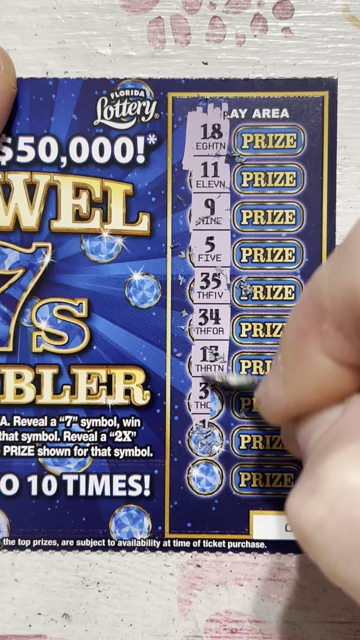 FLORIDA
Lottery
$50,000!*
WEL
7s
BLER
AY AREA
18
EGHTN
PRIZE
11
ELEVN
PRIZE
9
NINE
PRIZE
5
FIVE
PRIZE
35
THFIV
PRIZE
34
THFOR
PRIZE
THRTN
A. Reveal a "7" symbol, win
that symbol. Reveal a "2X"
PRIZE shown for that symbol.
O 10 TIMES!
PRIZE
PRIZE
the top prizes, are subject to availability at time of ticket purchase.